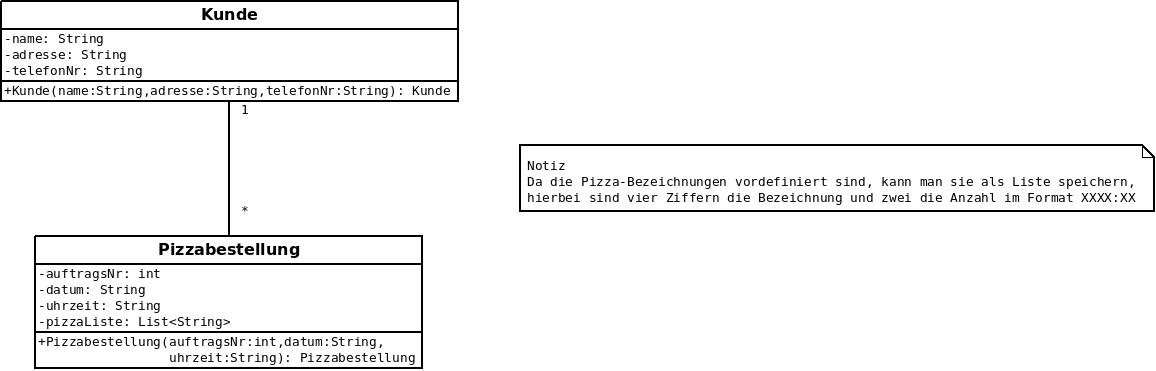 Kunde
-name: String
-adresse: String
-telefonNr: String
+Kunde(name:String,adresse:String,telefonNr:String): Kunde
1
Notiz
Da die Pizza-Bezeichnungen vordefiniert sind, kann man sie als Liste speichern,
hierbei sind vier Ziffern die Bezeichnung und zwei die Anzahl im Format XXXX:XX
*
Pizzabestellung
-auftragsNr: int
-datum: String
-uhrzeit: String
-pizzaListe: List<String>
+Pizzabestellung(auftragsNr:int,datum:String,
uhrzeit:String): Pizzabestellung